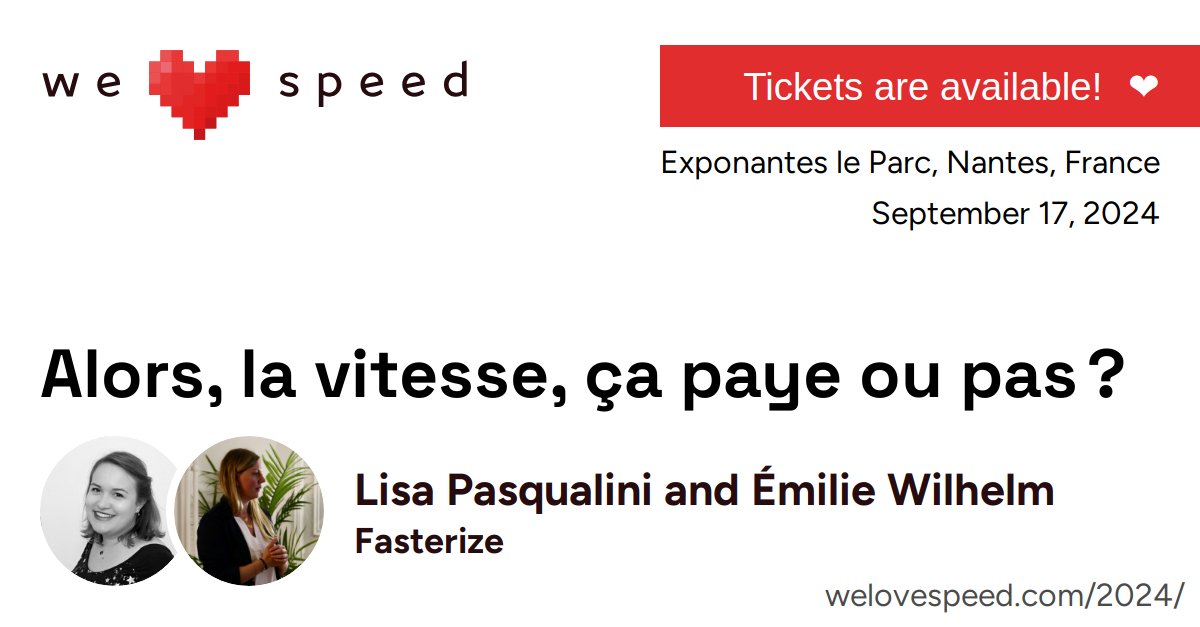 we ❤ speed
Tickets are available! ❤
Exponantes le Parc, Nantes, France
September 17, 2024
Alors, la vitesse, ça paye ou pas ?
Lisa Pasqualini and Émilie Wilhelm
Fasterize
welovespeed.com/2024/